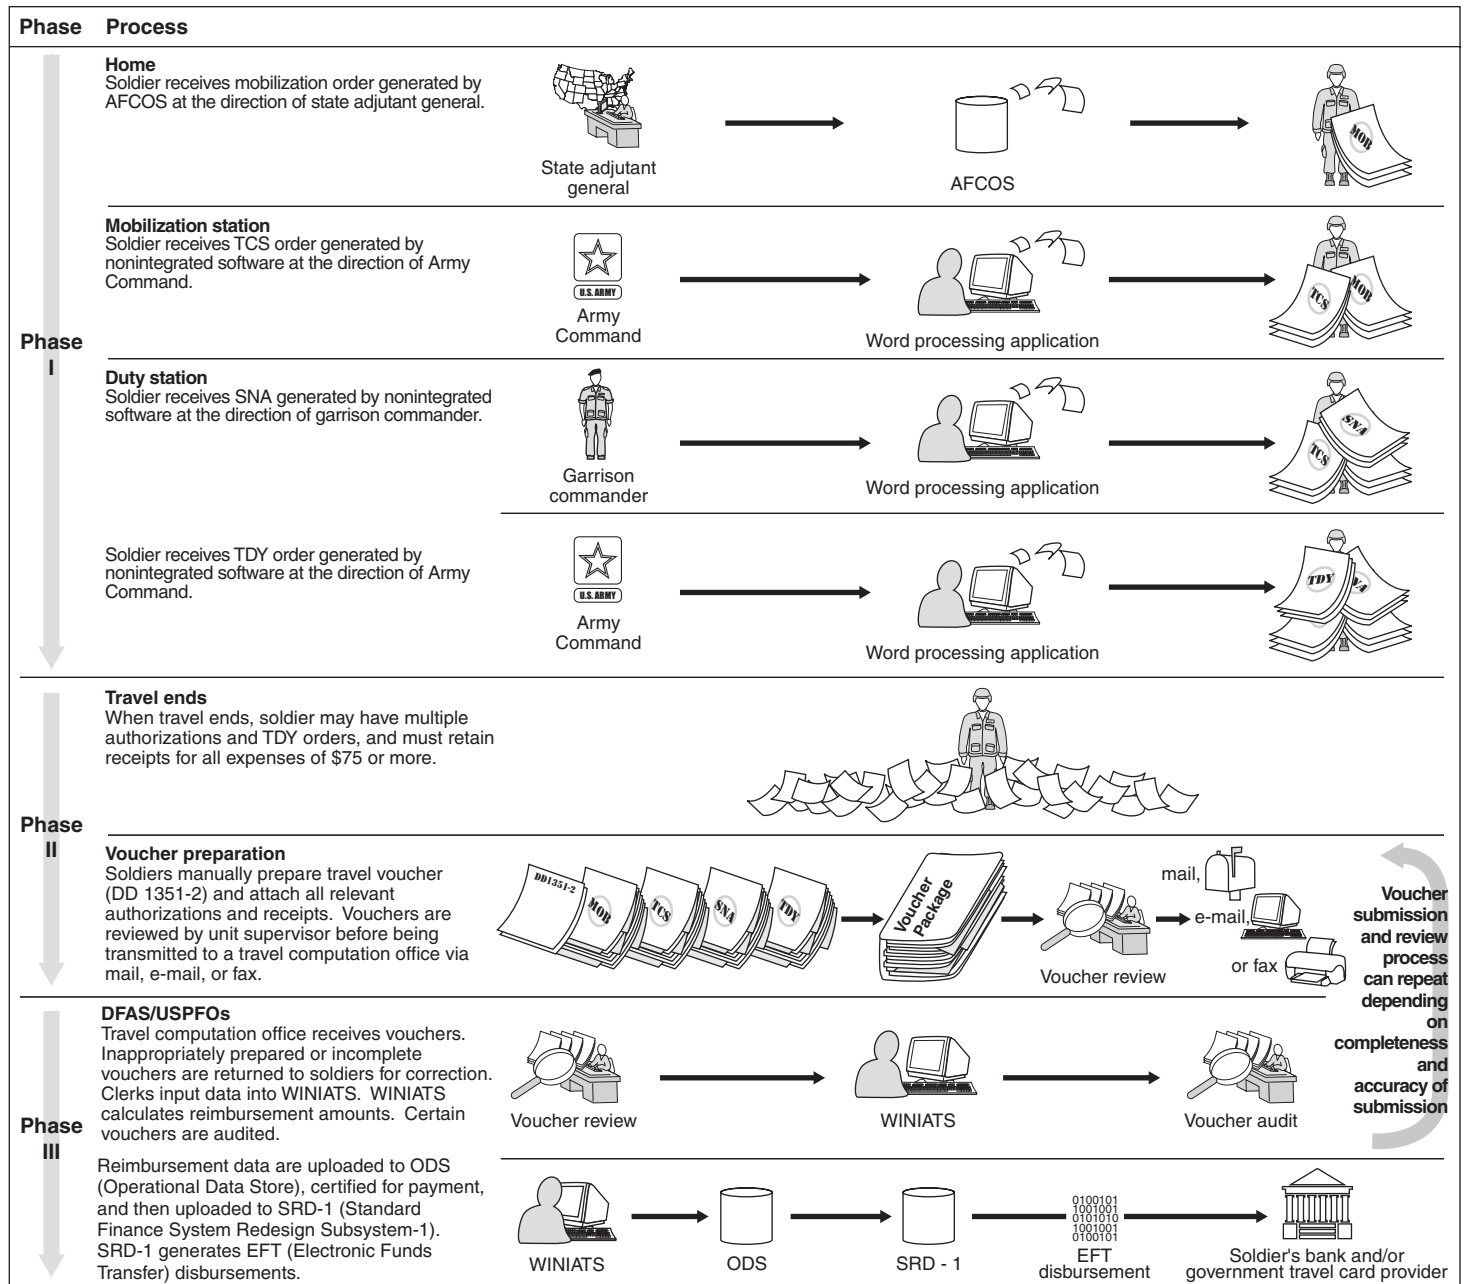 Phase Process
Home
Soldier receives mobilization order generated by
AFCOS at the direction of state adjutant general.
State adjutant
general
AFCOS
MOB
Mobilization station
Soldier receives TCS order generated by
nonintegrated software at the direction of Army
Command.
U.S. ARMY
Army
Command
Word processing application
TCS
MOB
Phase
I
Duty station
Soldier receives SNA generated by nonintegrated
software at the direction of garrison commander.
Garrison
commander
Word processing application
SNA
TCS
Soldier receives TDY order generated by
nonintegrated software at the direction of Army
Command.
U.S. ARMY
Army
Command
Word processing application
TDY
NA
Travel ends
When travel ends, soldier may have multiple
authorizations and TDY orders, and must retain
receipts for all expenses of $75 or more.
Phase
II
Voucher preparation
Soldiers manually prepare travel voucher
(DD 1351-2) and attach all relevant
authorizations and receipts. Vouchers are
reviewed by unit supervisor before being
transmitted to a travel computation office via
mail, e-mail, or fax.
DD1351-2
MOB
TCS
SNA
TDY
Voucher
Package
Voucher review
mail,
e-mail,
or fax
Voucher
submission
and review
process
can repeat
depending
on
completeness
and
accuracy of
submission
Phase
III
DFAS/USPFOs
Travel computation office receives vouchers.
Inappropriately prepared or incomplete
vouchers are returned to soldiers for correction.
Clerks input data into WINIATS. WINIATS
calculates reimbursement amounts. Certain
vouchers are audited.
Voucher review
WINIATS
Voucher audit
Reimbursement data are uploaded to ODS
(Operational Data Store), certified for payment,
and then uploaded to SRD-1 (Standard
Finance System Redesign Subsystem-1).
SRD-1 generates EFT (Electronic Funds
Transfer) disbursements.
WINIATS
ODS
SRD - 1
0100101
1001001
0101010
1001001
0100101
EFT
disbursement
Soldier's bank and/or
government travel card provider